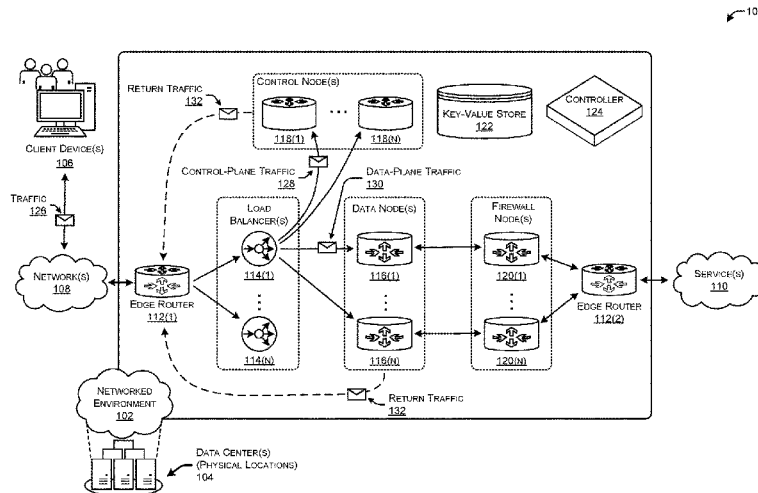 10
CONTROL NODE(S)
RETURN TRAFFIC
132
118(1)
118(N)
KEY-VALUE STORE
122
CONTROLLER
124
CLIENT DEVICE(S)
106
TRAFFIC
126
CONTROL-PLANE TRAFFIC
128
DATA-PLANE TRAFFIC
130
LOAD
BALANCER(S)
DATA NODE(S)
FIREWALL
NODE(S)
NETWORK(S)
108
EDGE ROUTER
112(1)
114(1)
116(1)
120(1)
EDGE ROUTER
112(2)
SERVICE(S)
110
114(N)
116(N)
120(N)
RETURN TRAFFIC
132
NETWORKED
ENVIRONMENT
102
DATA CENTER(S)
(PHYSICAL LOCATIONS)
104